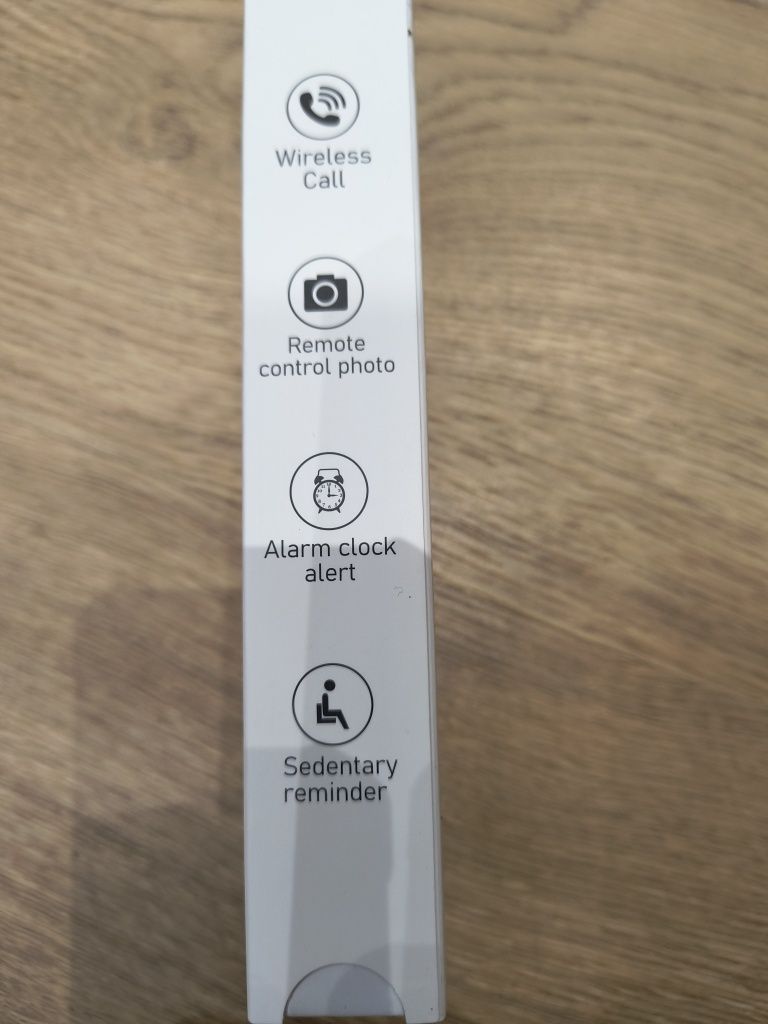 Wireless
Call
Remote
control photo
Alarm clock
alert
Sedentary
reminder